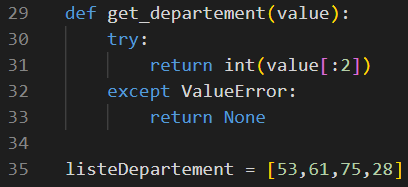 29 def get_departement(value):
30     try:
31         return int(value[:2])
32     except ValueError:
33         return None
34
35 listeDepartement = [53,61,75,28]